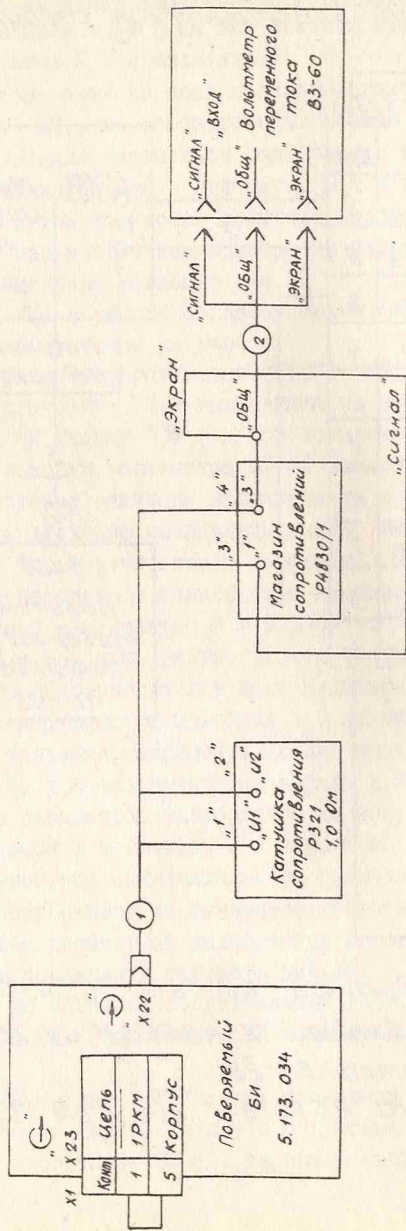 X1 X23
„⊖→"
Конт Цепь
1 1РКМ
5 Корпус
„⊖→" X22
Поверяемый
БИ
5.173.034
1
„1" „2"
„И1" „И2"
Катушка
сопротивления
Р321
1,0 Ом
„3" „4"
„1" „3"
Магазин
сопротивлений
Р4830/1
„Экран"
„ОБЩ"
„Сигнал"
2
„СИГНАЛ"
„ОБЩ"
„ЭКРАН"
„СИГНАЛ" „ВХОД"
„ОБЩ"
„ЭКРАН"
Вольтметр
переменного
тока
В3-60